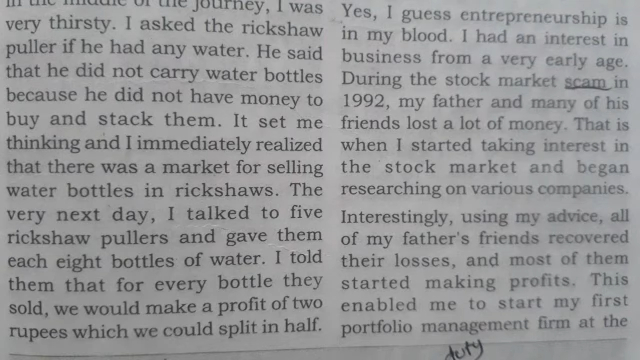 in the middle of the journey, I was
very thirsty. I asked the rickshaw
puller if he had any water. He said
that he did not carry water bottles
because he did not have money to
buy and stack them. It set me
thinking and I immediately realized
that there was a market for selling
water bottles in rickshaws. The
very next day, I talked to five
rickshaw pullers and gave them
each eight bottles of water. I told
them that for every bottle they
sold, we would make a profit of two
rupees which we could split in half.
Yes, I guess entrepreneurship is
in my blood. I had an interest in
business from a very early age.
During the stock market scam in
1992, my father and many of his
friends lost a lot of money. That is
when I started taking interest in
the stock market and began
researching on various companies.
Interestingly, using my advice, all
of my father's friends recovered
their losses, and most of them
started making profits. This
enabled me to start my first
portfolio management firm at the
duty